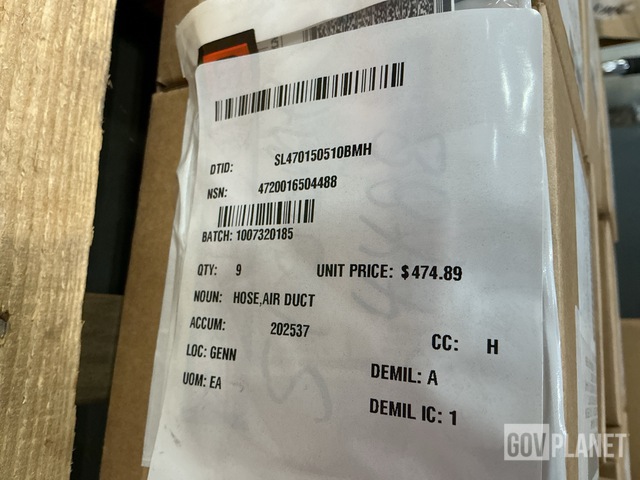 DTID: SL470150510BMH
NSN: 4720016504488
BATCH: 1007320185
QTY: 9 UNIT PRICE: $474.89
NOUN: HOSE,AIR DUCT
ACCUM: 202537
CC: H
LOC: GENN
DEMIL: A
UOM: EA
DEMIL IC: 1
GOVPLANET